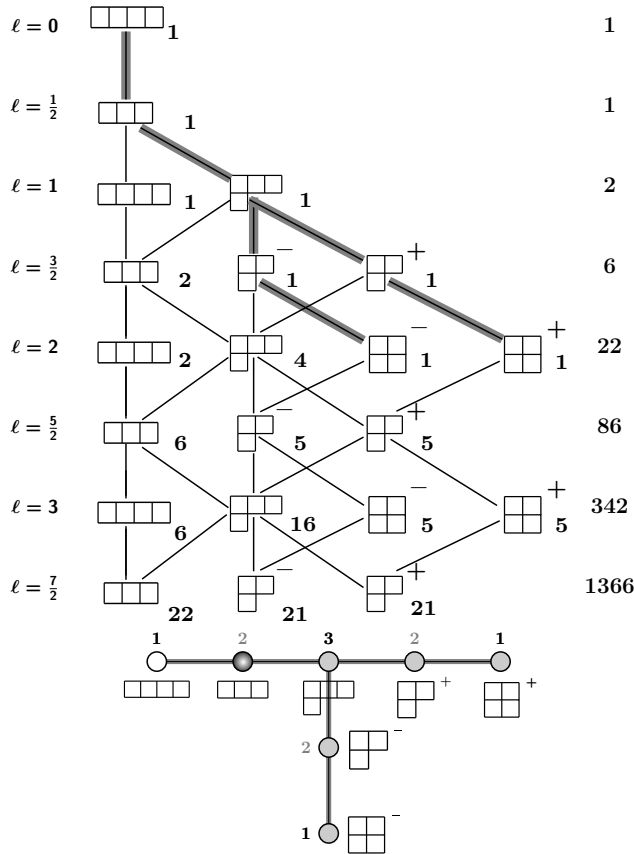 ℓ = 0 1 1
ℓ = 1/2 1 1
ℓ = 1 1 1 2
ℓ = 3/2 2 − 1 + 1 6
ℓ = 2 2 4 − 1 + 1 22
ℓ = 5/2 6 − 5 + 5 86
ℓ = 3 6 16 − 5 + 5 342
ℓ = 7/2 22 − 21 + 21 1366
1 2 3 2 1
+ +
2 −
1 −